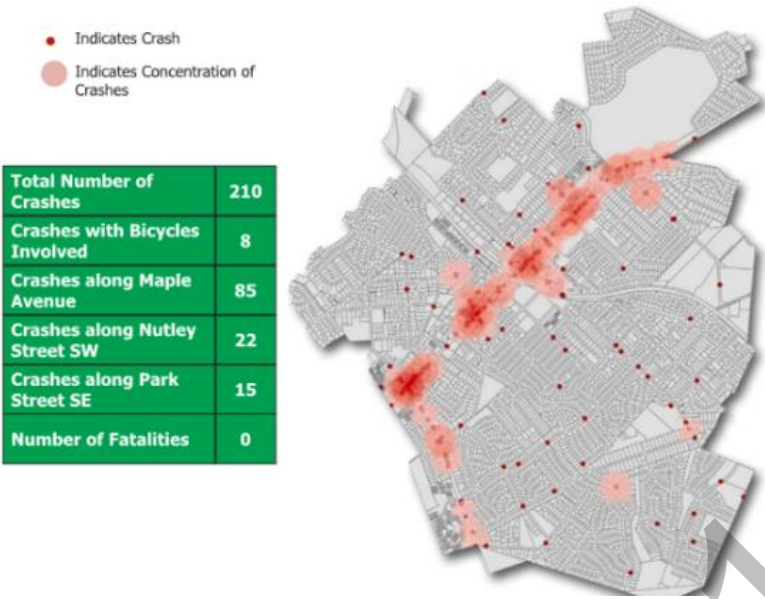 Indicates Crash
Indicates Concentration of
Crashes
Total Number of
Crashes
210
Crashes with Bicycles
Involved
8
Crashes along Maple
Avenue
85
Crashes along Nutley
Street SW
22
Crashes along Park
Street SE
15
Number of Fatalities
0